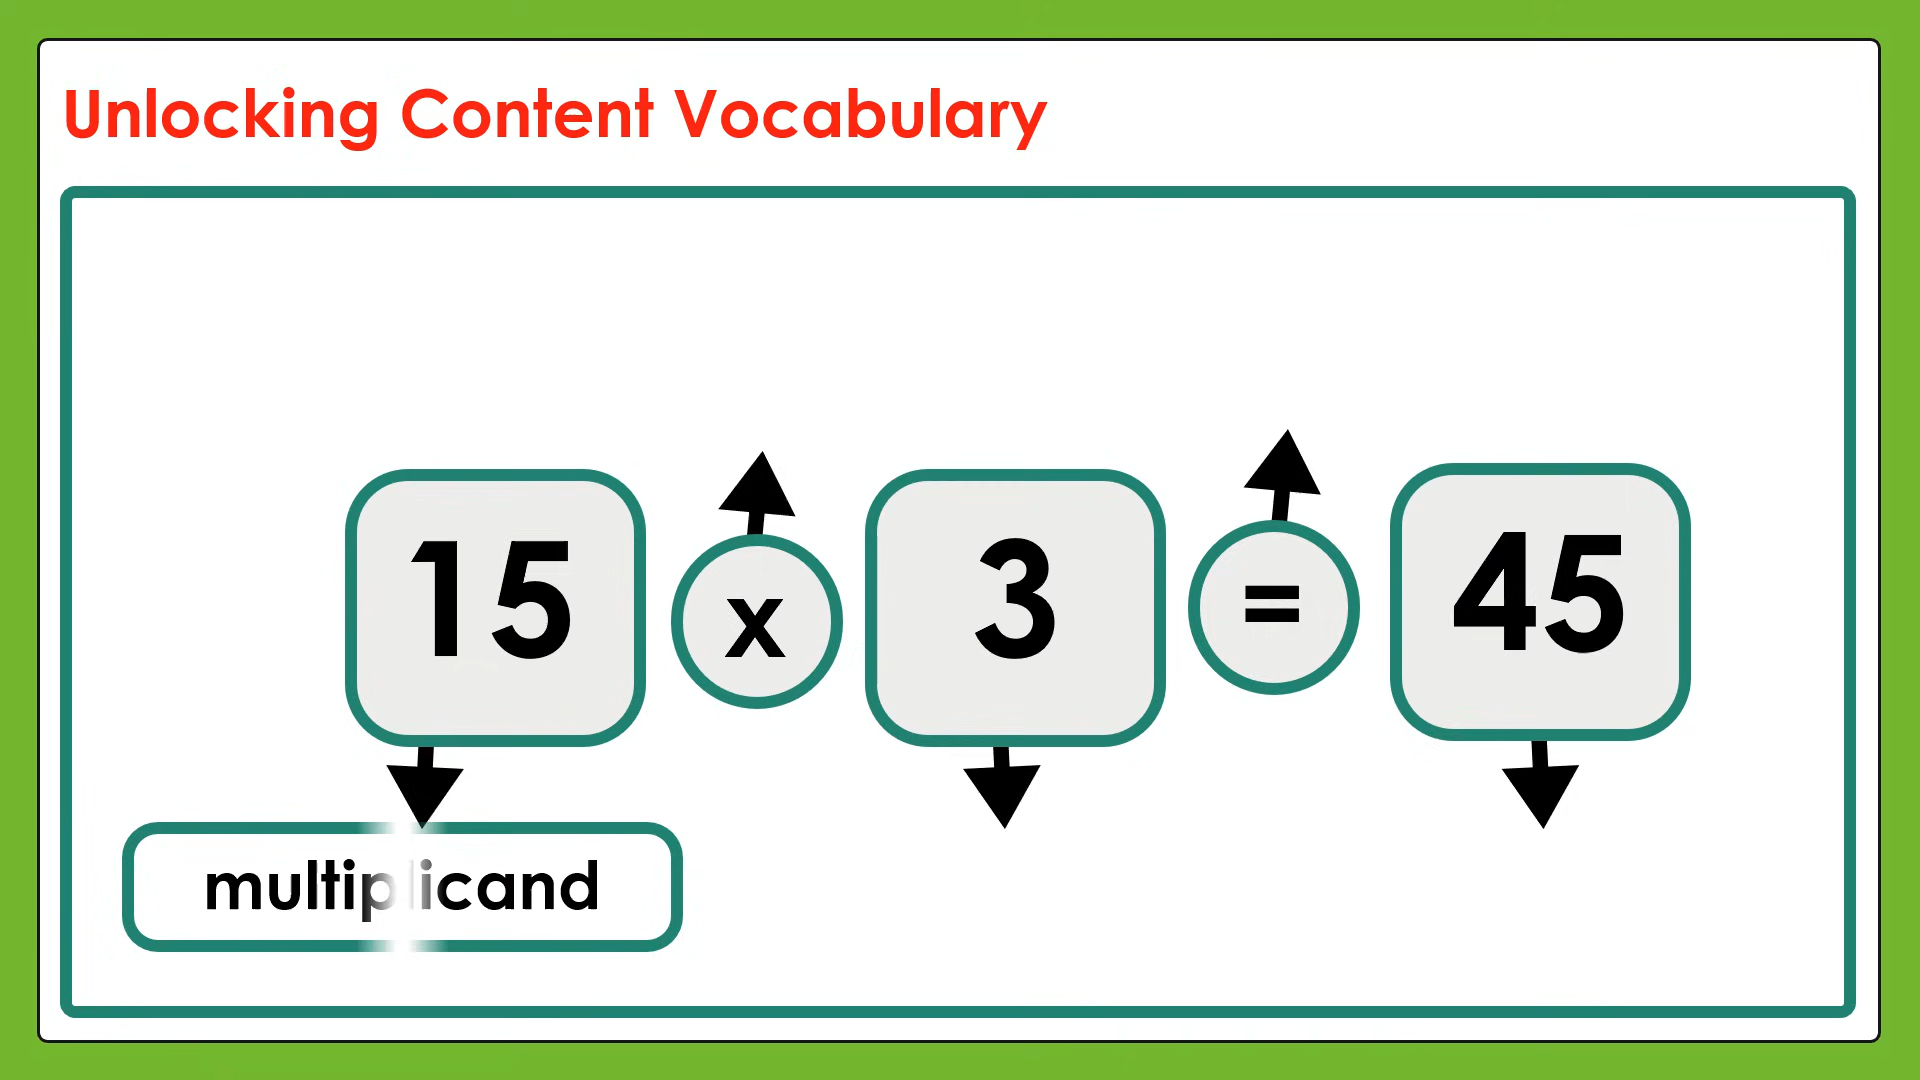 Unlocking Content Vocabulary
15 x 3 = 45
multiplicand